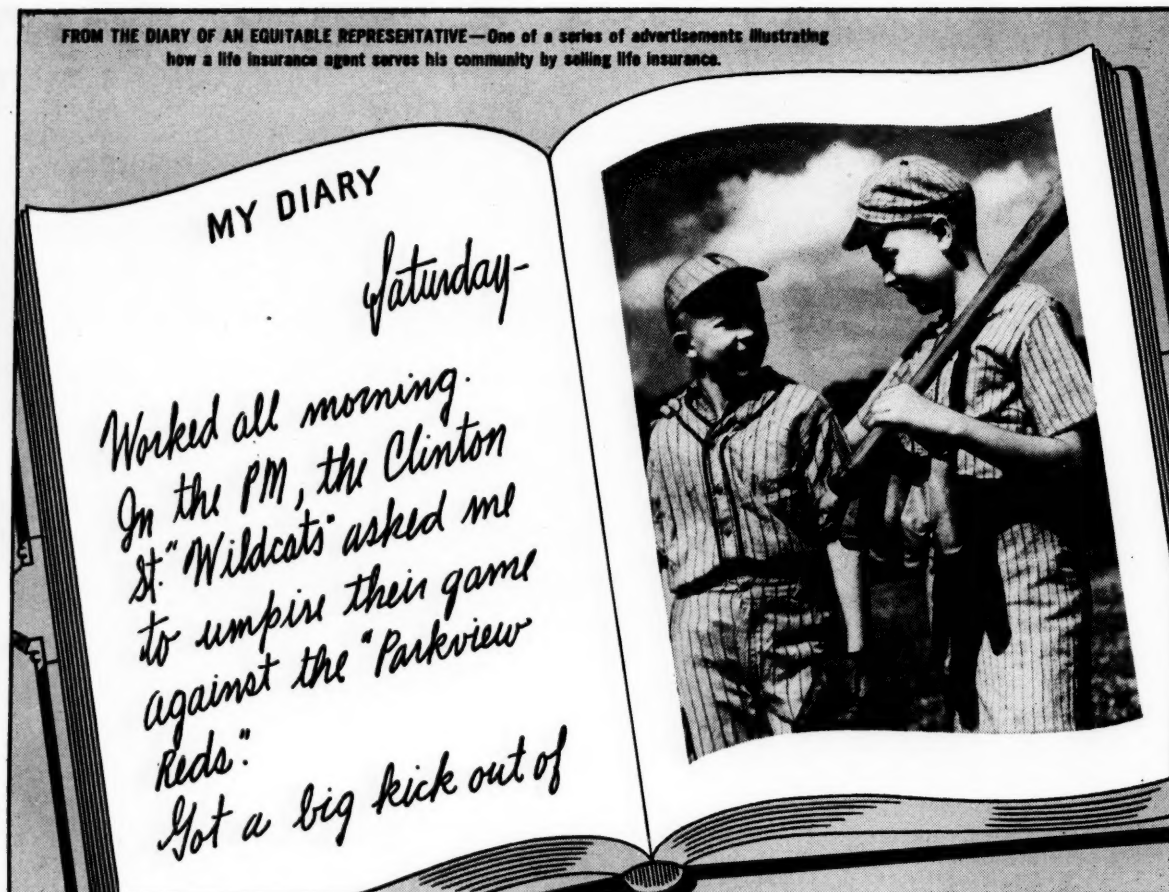 FROM THE DIARY OF AN EQUITABLE REPRESENTATIVE—One of a series of advertisements illustrating
how a life insurance agent serves his community by selling life insurance.
MY DIARY
Saturday-
Worked all morning.
In the PM, the Clinton
St. "Wildcats" asked me
to umpire their game
against the "Parkview
Reds".
Got a big kick out of